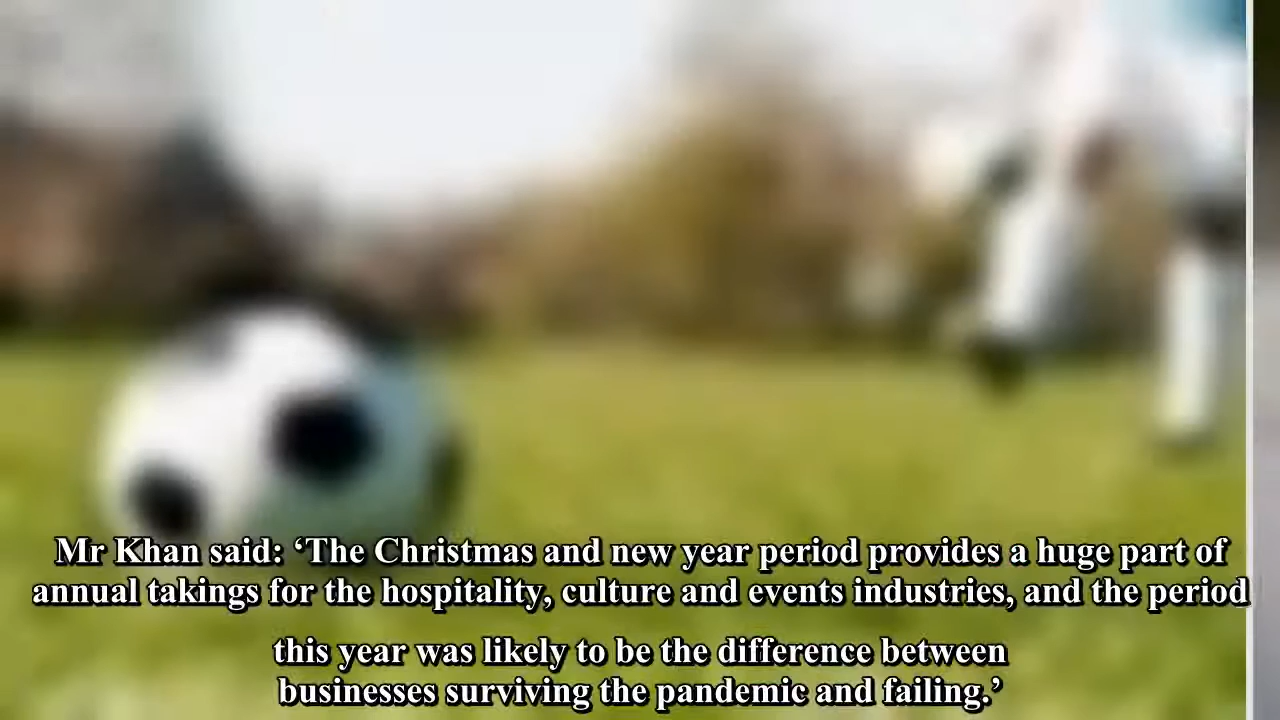 Mr Khan said: ‘The Christmas and new year period provides a huge part of
annual takings for the hospitality, culture and events industries, and the period
this year was likely to be the difference between
businesses surviving the pandemic and failing.’